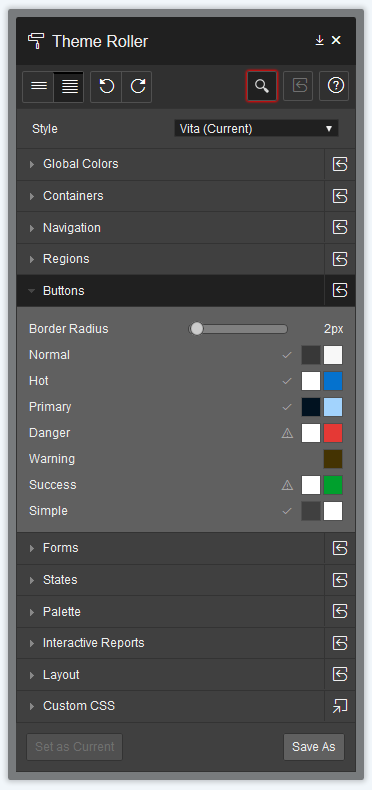 Theme Roller
Style Vita (Current)
Global Colors
Containers
Navigation
Regions
Buttons
Border Radius 2px
Normal
Hot
Primary
Danger
Warning
Success
Simple
Forms
States
Palette
Interactive Reports
Layout
Custom CSS
Set as Current Save As